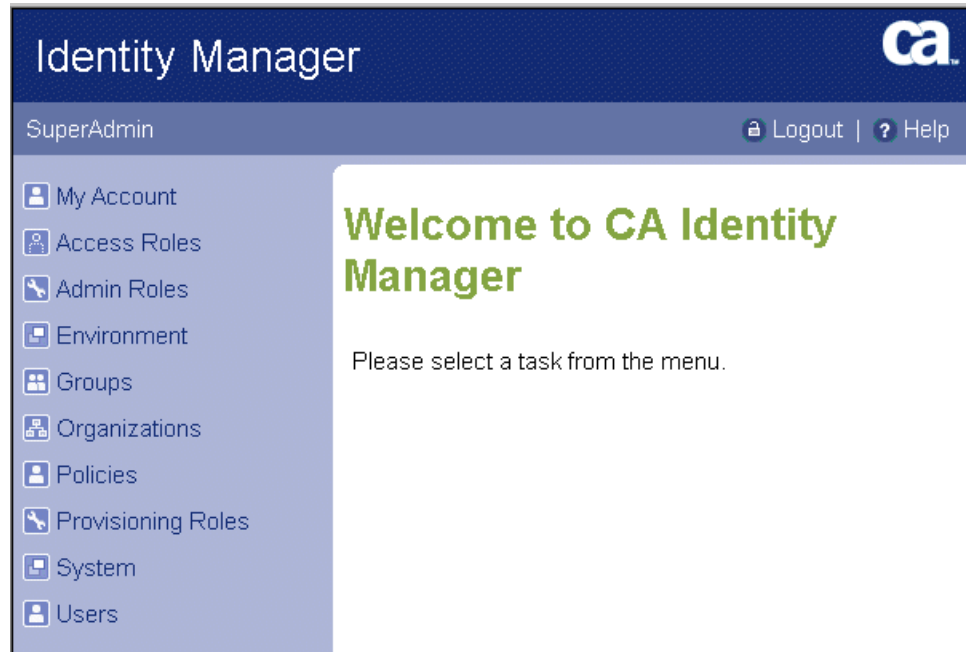 Identity Manager
ca
SuperAdmin
Logout | ? Help
My Account
Access Roles
Admin Roles
Environment
Groups
Organizations
Policies
Provisioning Roles
System
Users
Welcome to CA Identity
Manager
Please select a task from the menu.